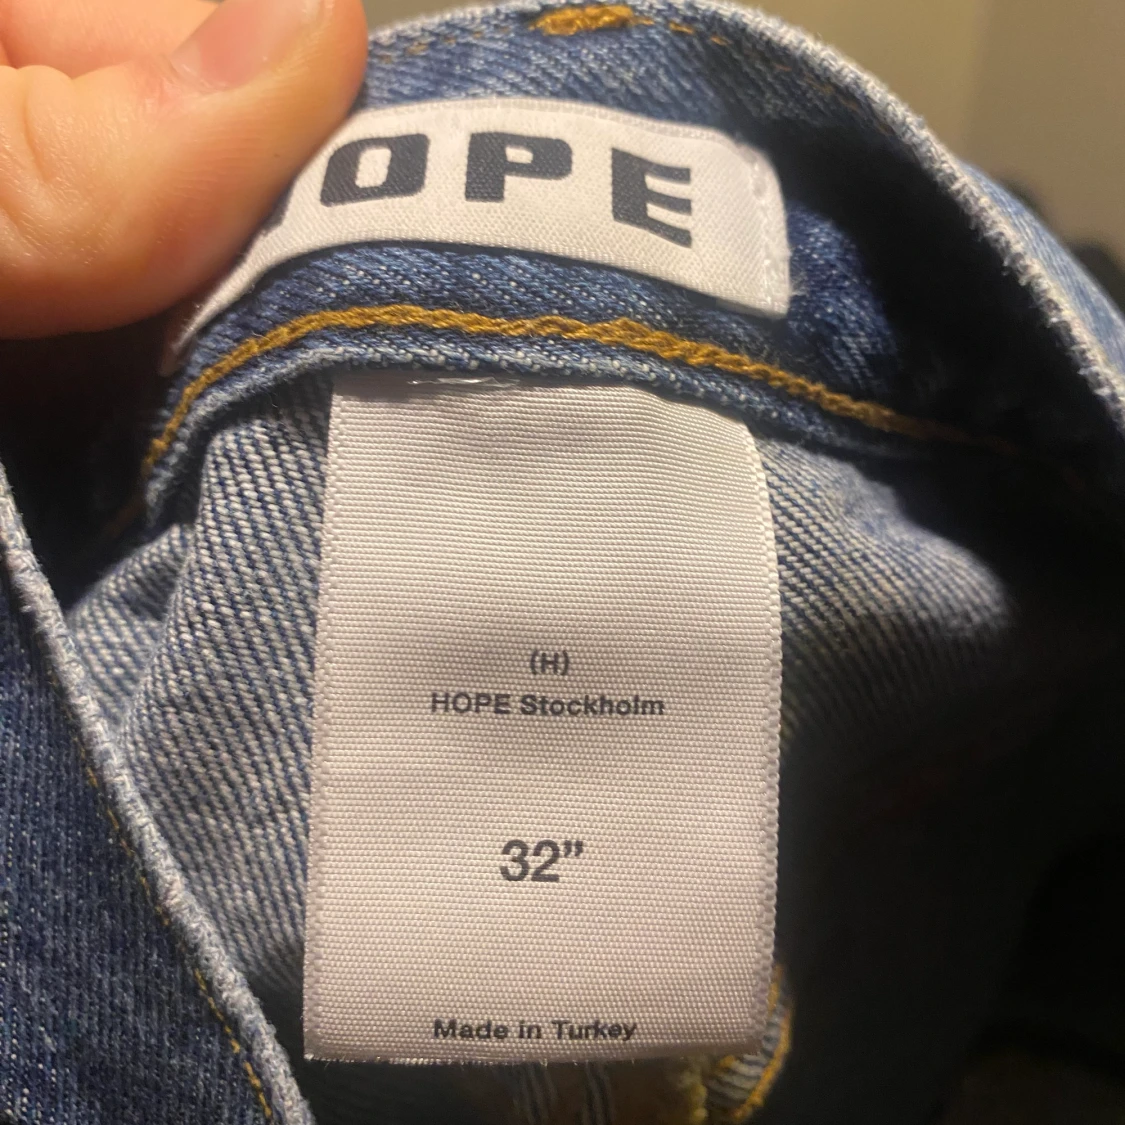 HOPE
(H)
HOPE Stockholm
32”
Made in Turkey